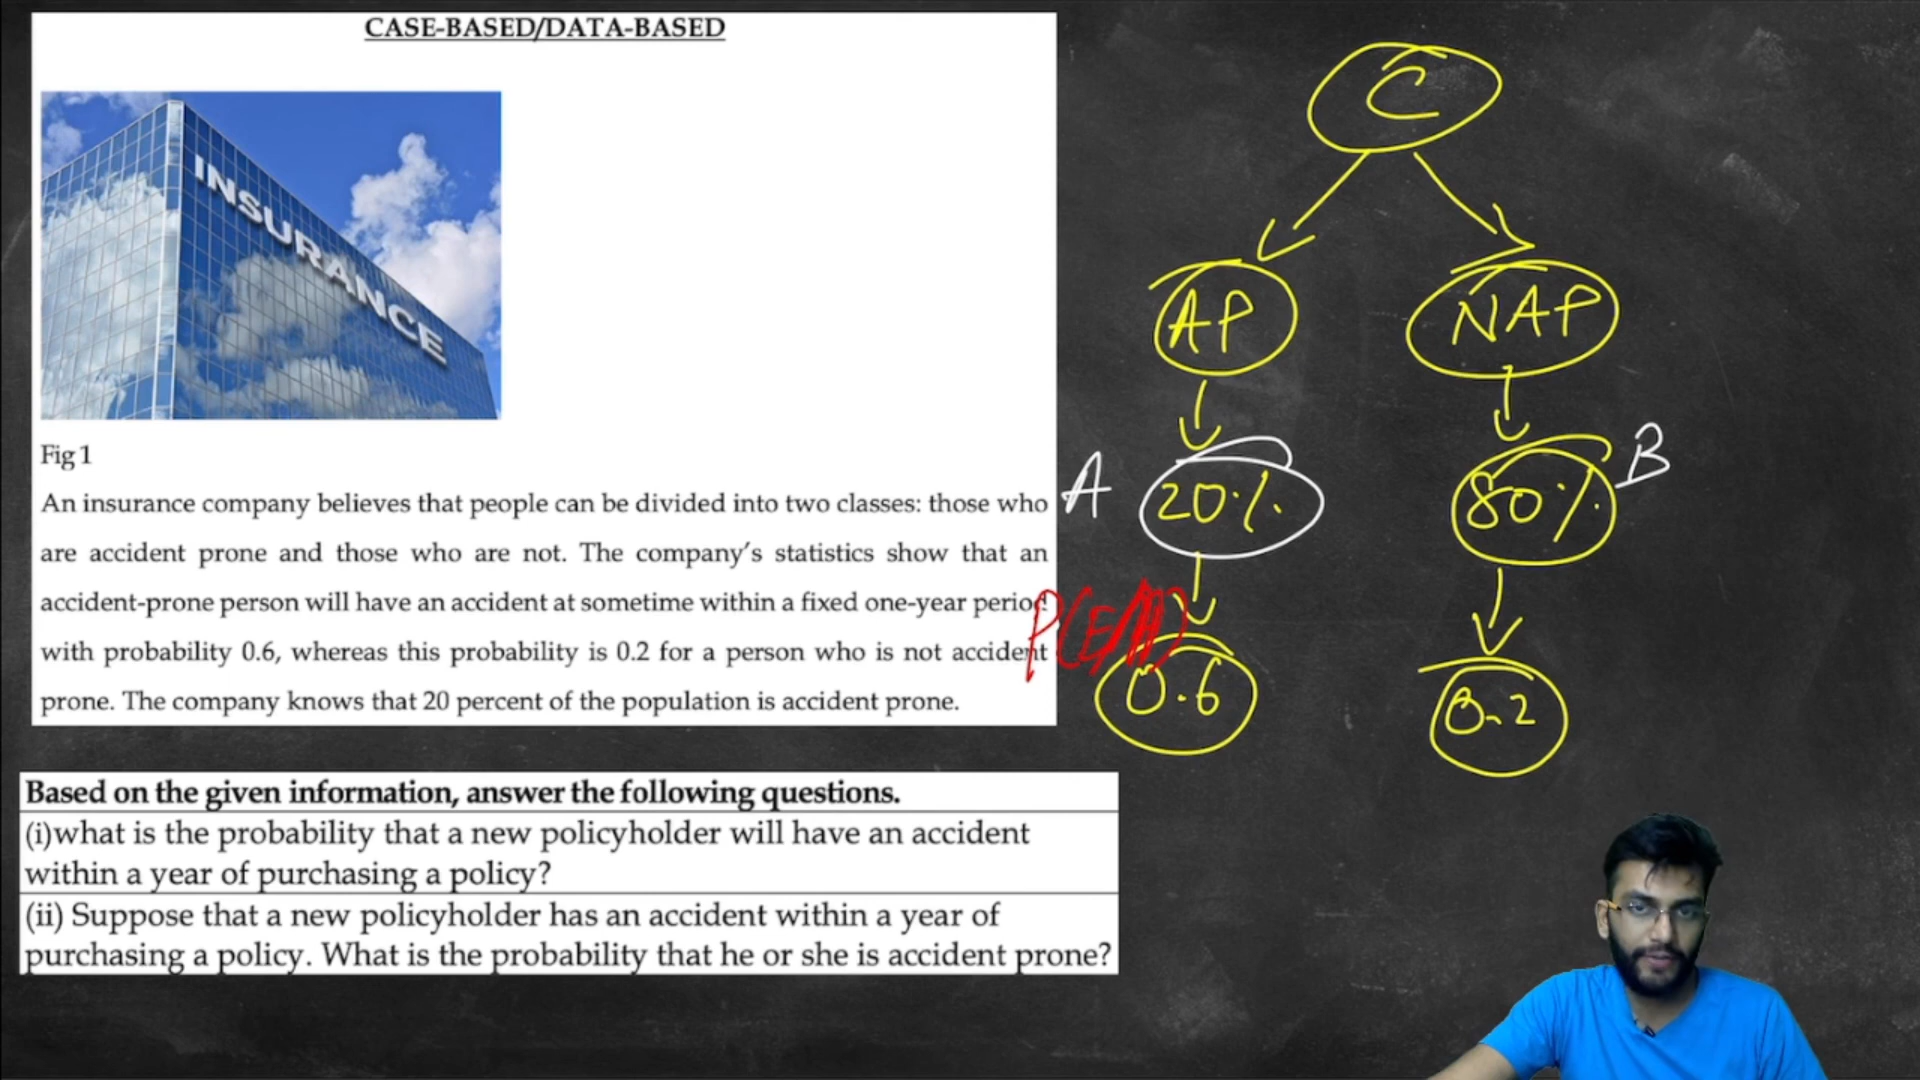 CASE-BASED/DATA-BASED
INSURANCE
Fig 1
An insurance company believes that people can be divided into two classes: those who
are accident prone and those who are not. The company's statistics show that an
accident-prone person will have an accident at sometime within a fixed one-year period
with probability 0.6, whereas this probability is 0.2 for a person who is not accident
prone. The company knows that 20 percent of the population is accident prone.
Based on the given information, answer the following questions.
(i)what is the probability that a new policyholder will have an accident
within a year of purchasing a policy?
(ii) Suppose that a new policyholder has an accident within a year of
purchasing a policy. What is the probability that he or she is accident prone?
C
AP NAP
A 20% 80% B
P(E/A)
0.6 0.2